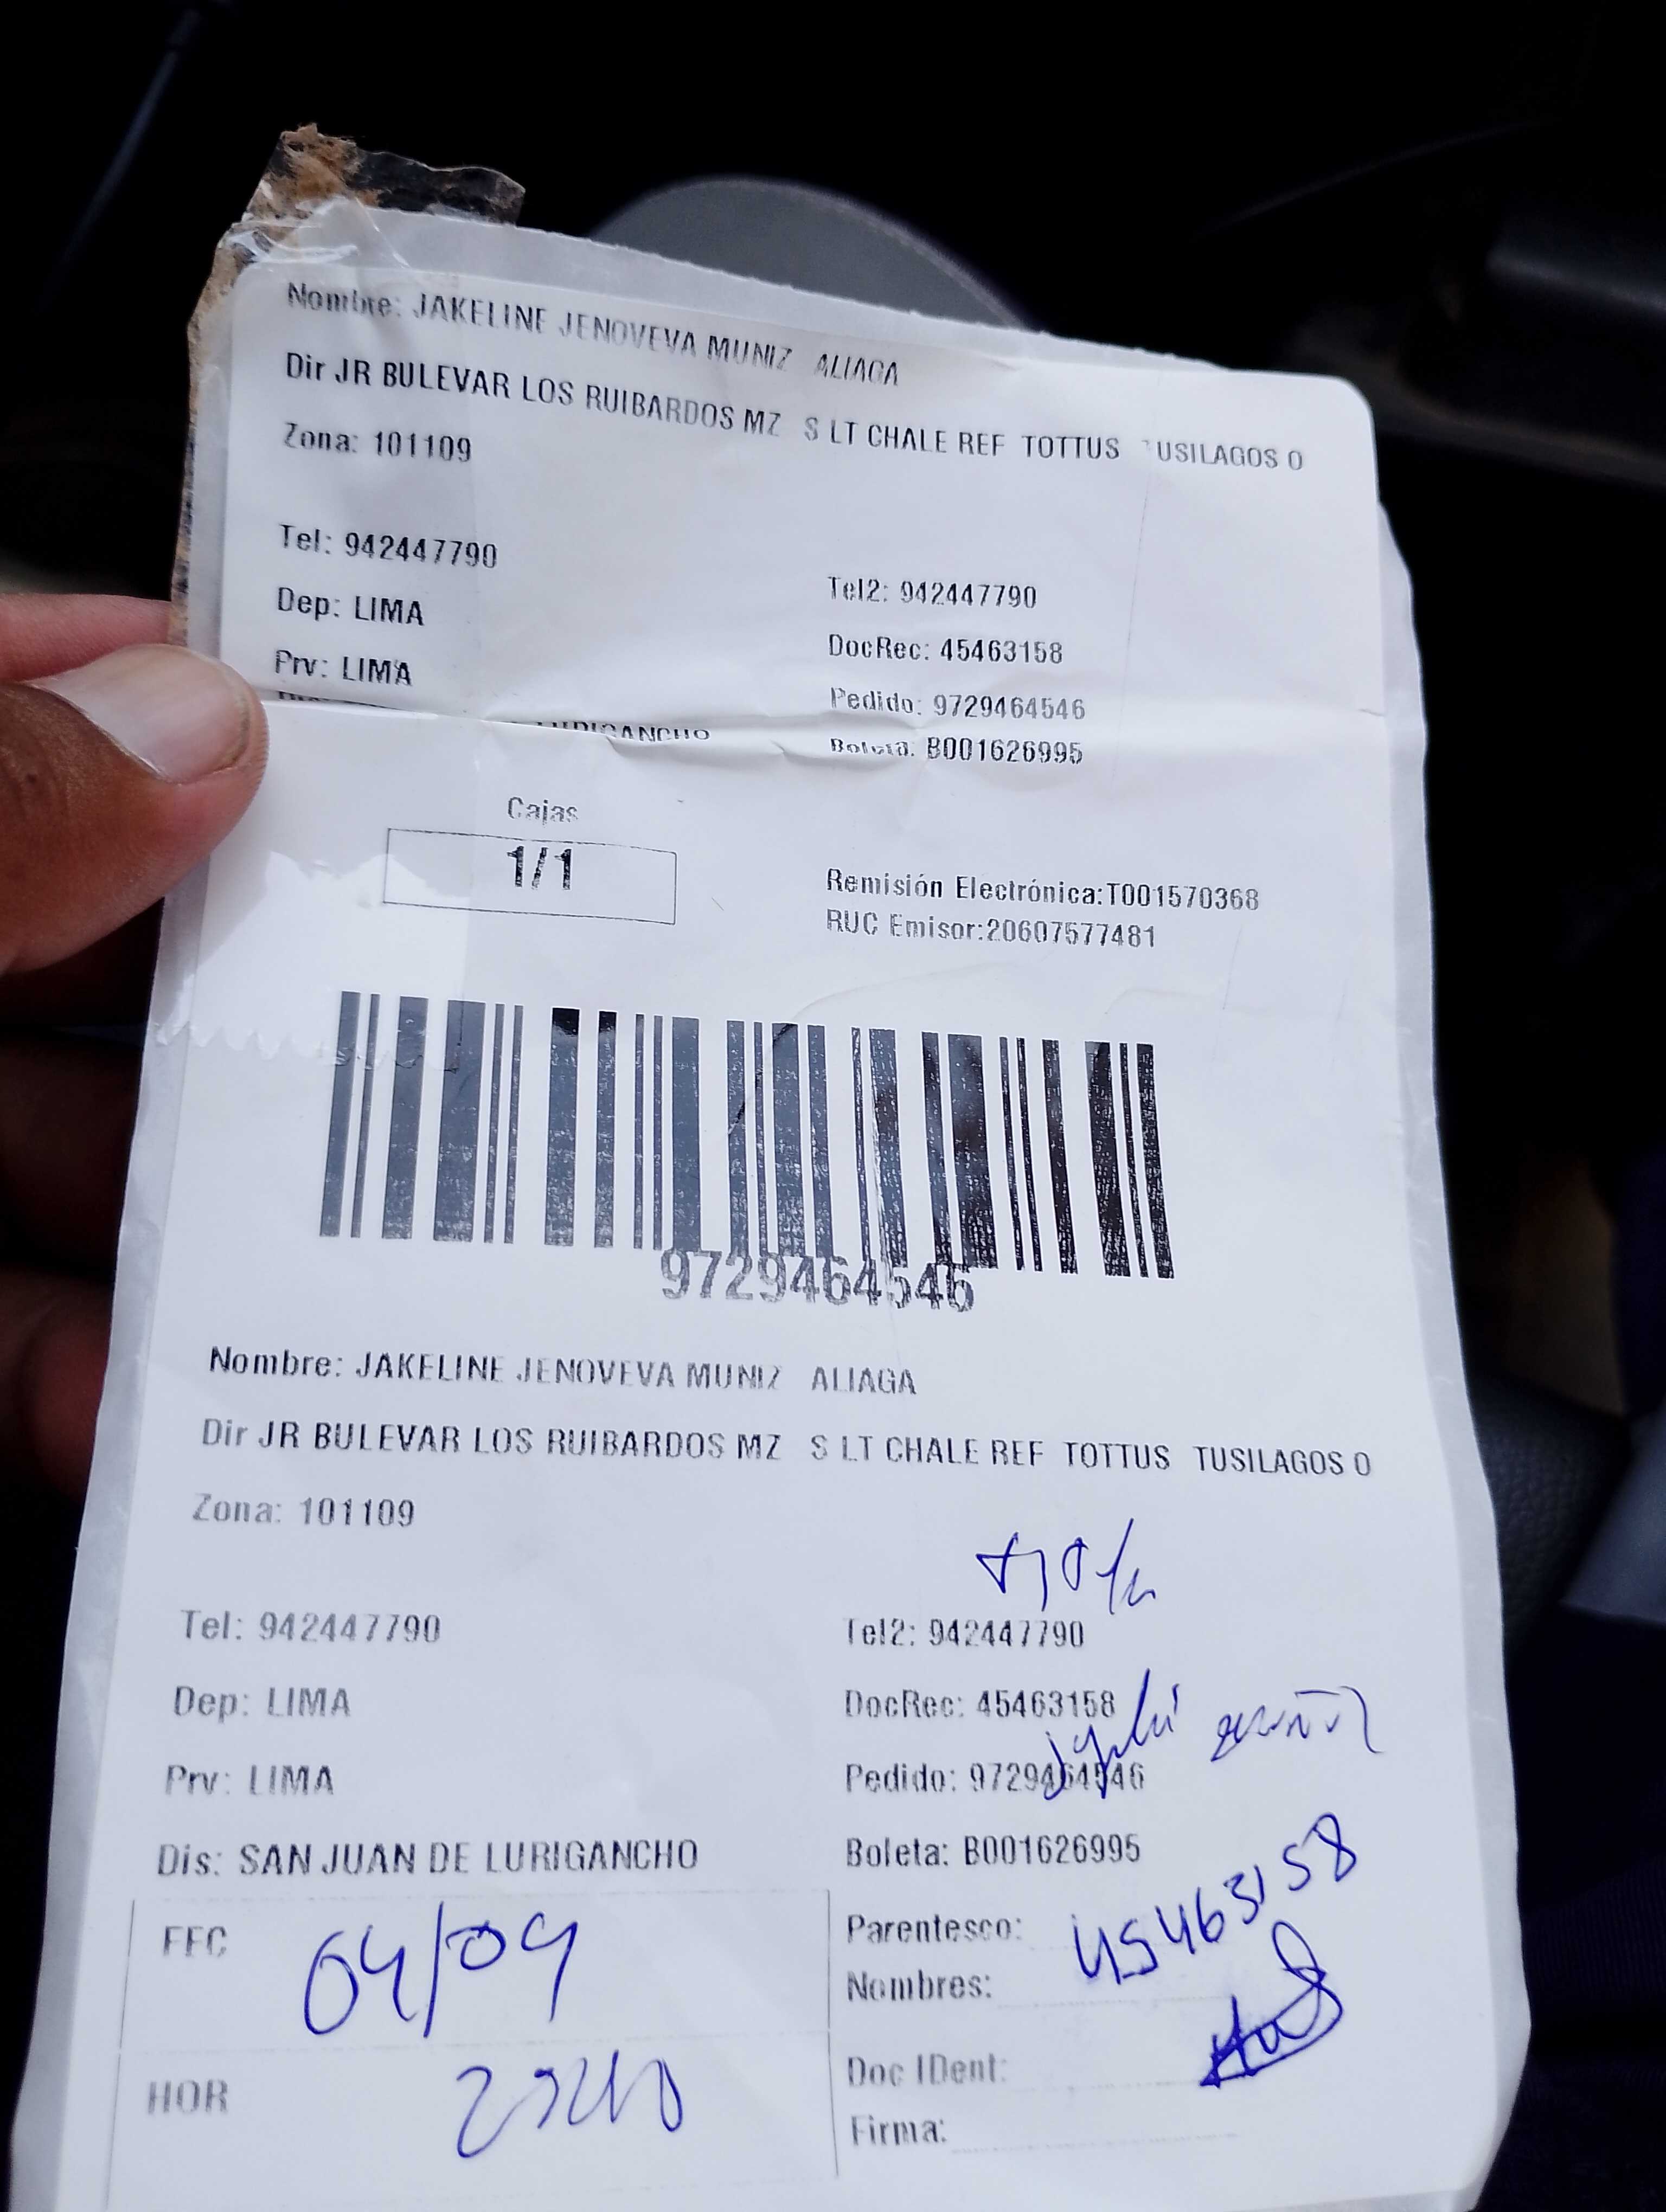 Nombre: JAKELINE JENOVEVA MUNIZ ALIAGA
Dir JR BULEVAR LOS RUIBARDOS MZ S LT CHALE REF TOTTUS TUSILAGOS O
Zona: 101109
Tel: 942447790
Tel2: 942447790
Dep: LIMA
DocRec: 45463158
Prv: LIMA
Pedido: 9729464546
LURIGANCHO
Boleta: B001626995
Cajas
1/1
Remisión Electrónica:T001570368
RUC Emisor:20607577481
9729464546
Nombre: JAKELINE JENOVEVA MUNIZ ALIAGA
Dir JR BULEVAR LOS RUIBARDOS MZ S LT CHALE REF TOTTUS TUSILAGOS O
Zona: 101109
Tel: 942447790
Tel2: 942447790
Dep: LIMA
DocRec: 45463158
Prv: LIMA
Pedido: 9729464546
Dis: SAN JUAN DE LURIGANCHO
Boleta: B001626995
FEC 04/09
Parentesco:
45463158
Nombres:
HOR
Doc IDent:
Firma: